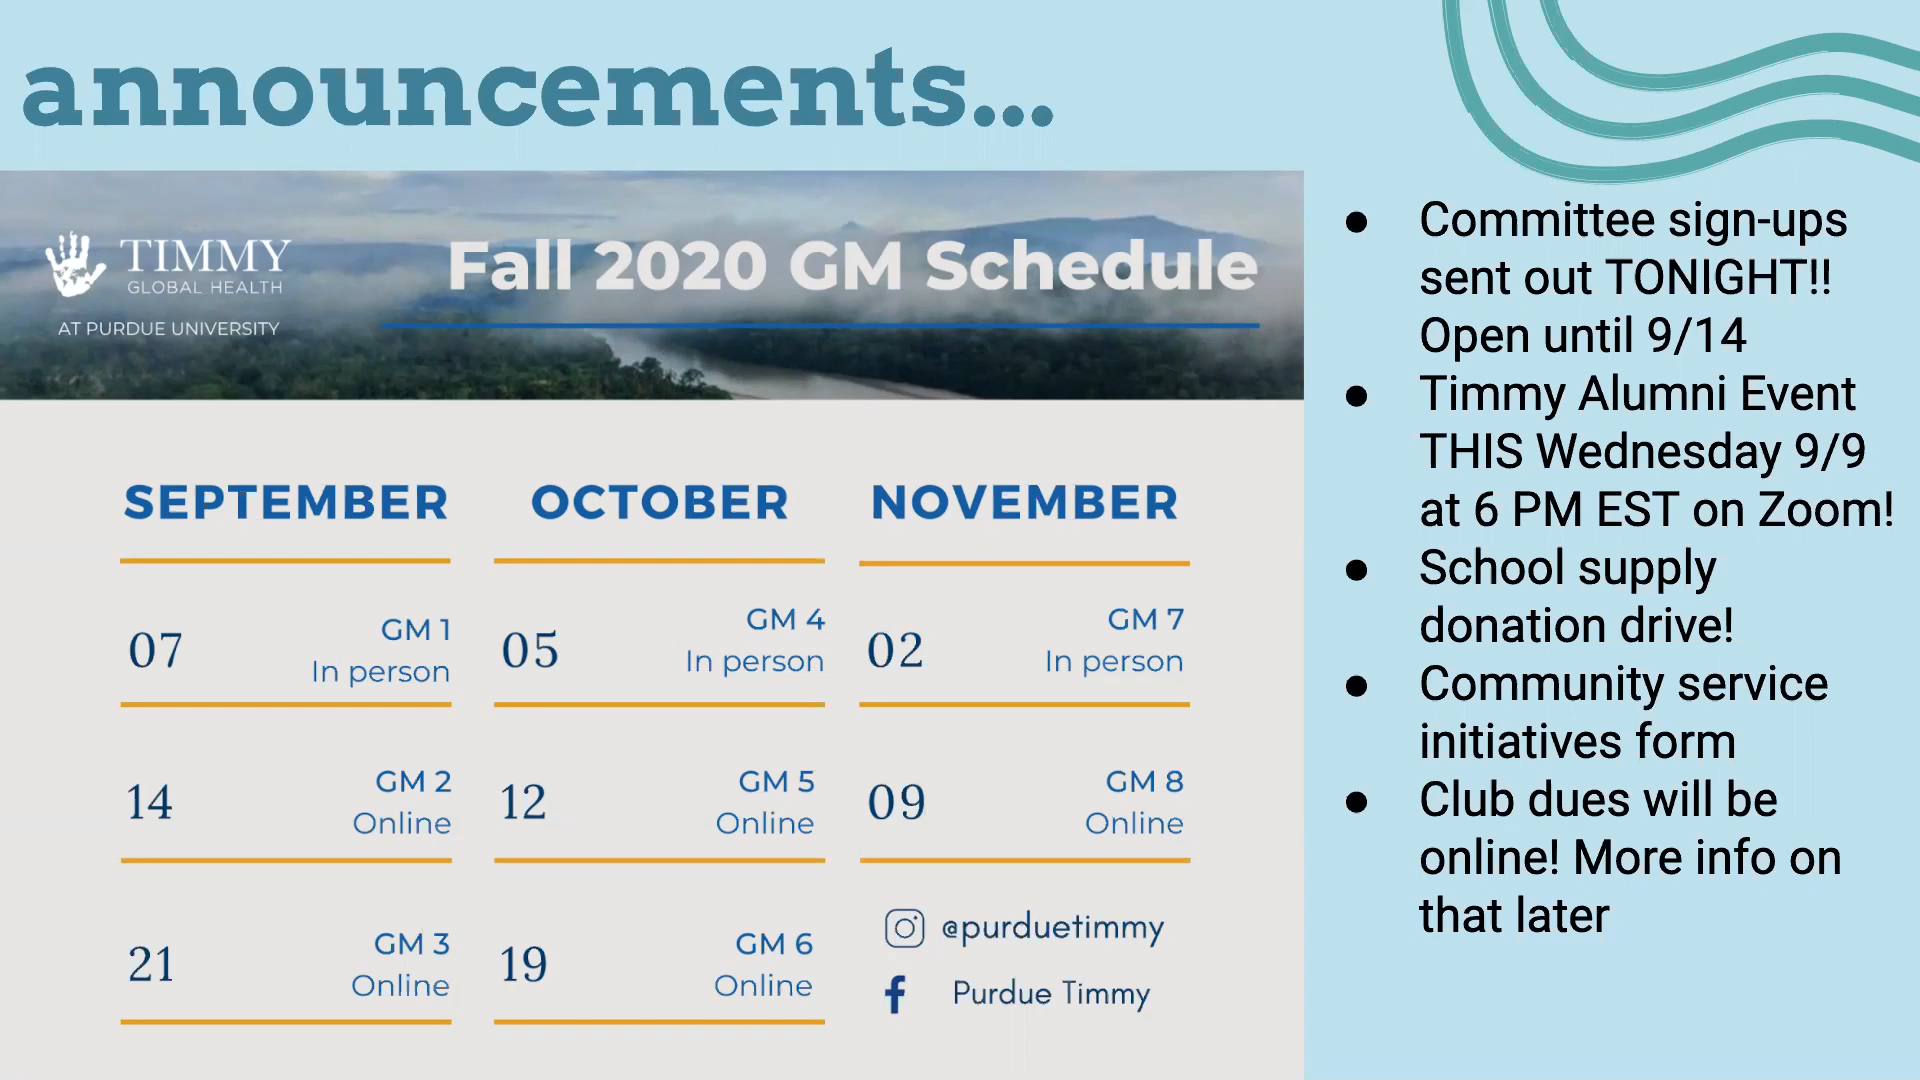 announcements...
TIMMY
GLOBAL HEALTH
AT PURDUE UNIVERSITY
Fall 2020 GM Schedule
SEPTEMBER
07
GM 1
In person
14
GM 2
Online
21
GM 3
Online
OCTOBER
05
GM 4
In person
12
GM 5
Online
19
GM 6
Online
NOVEMBER
02
GM 7
In person
09
GM 8
Online
@purduetimmy
Purdue Timmy
● Committee sign-ups
sent out TONIGHT!!
Open until 9/14
● Timmy Alumni Event
THIS Wednesday 9/9
at 6 PM EST on Zoom!
● School supply
donation drive!
● Community service
initiatives form
● Club dues will be
online! More info on
that later